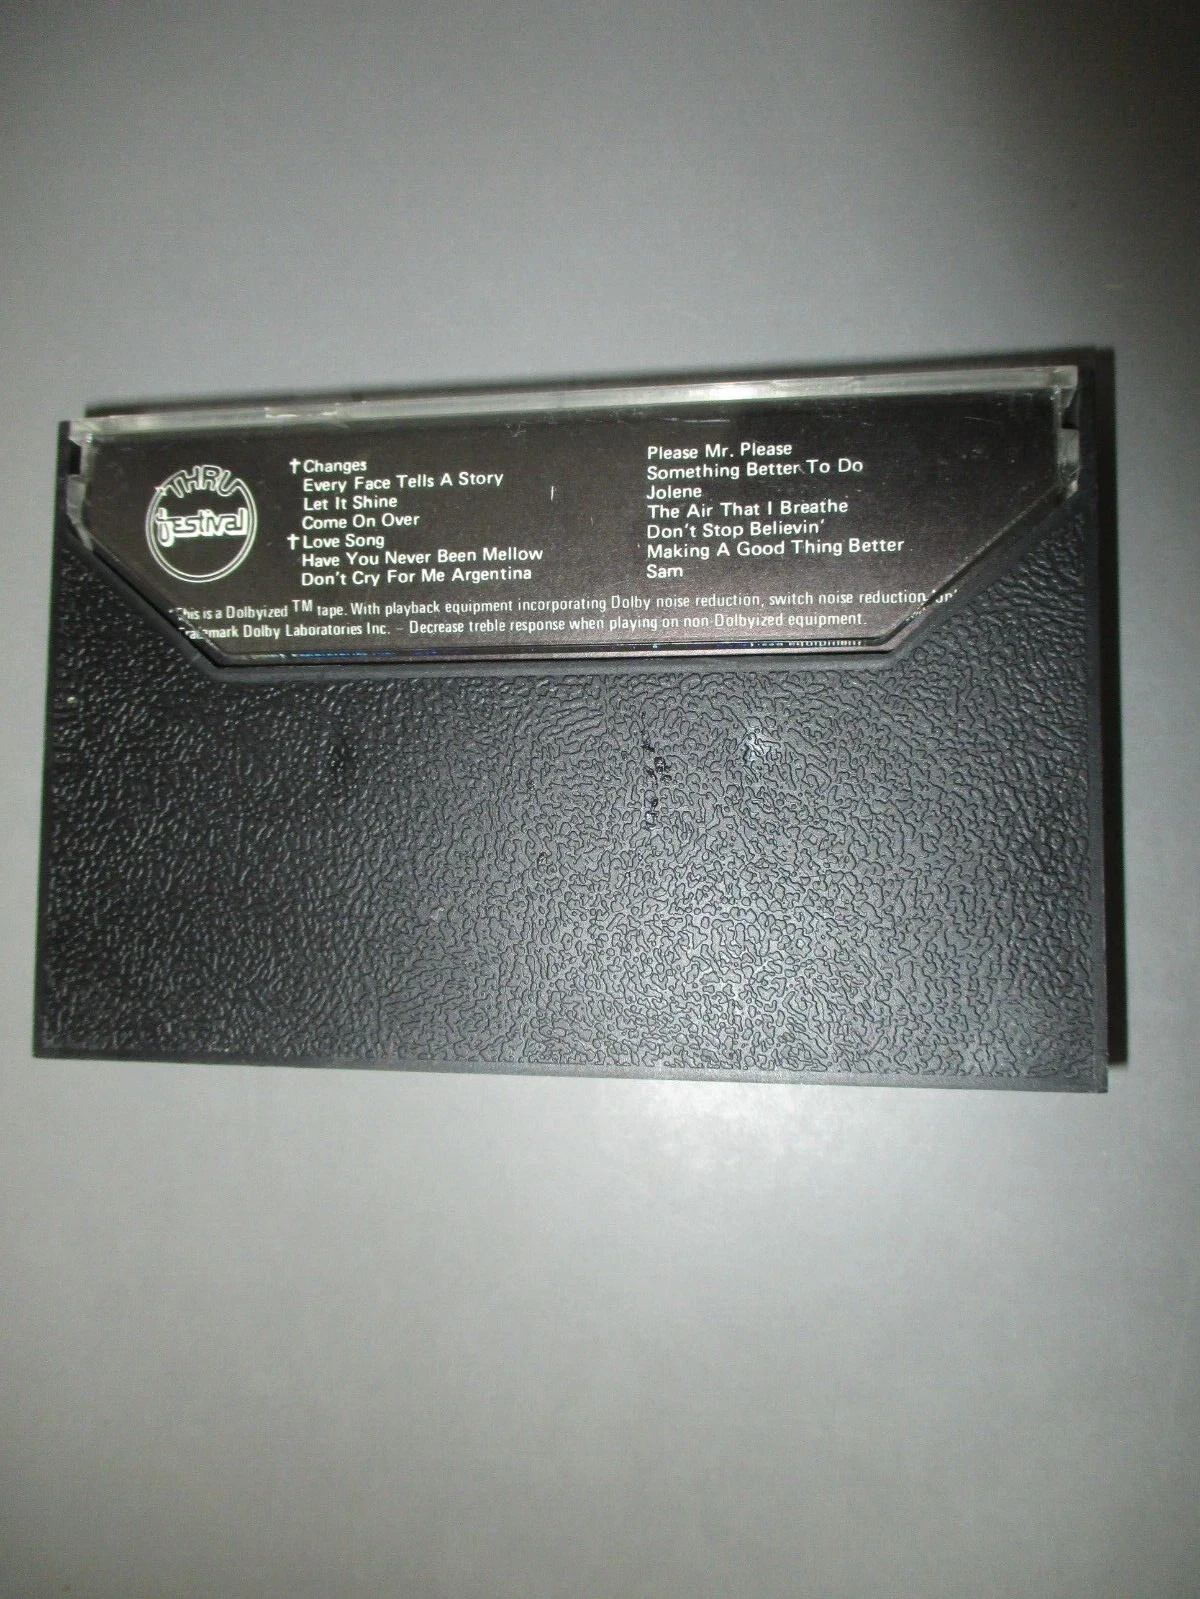 THRU
festival
†Changes
Every Face Tells A Story
Let It Shine
Come On Over
†Love Song
Have You Never Been Mellow
Don't Cry For Me Argentina
Please Mr. Please
Something Better To Do
Jolene
The Air That I Breathe
Don't Stop Believin'
Making A Good Thing Better
Sam
This is a Dolbyized TM tape. With playback equipment incorporating Dolby noise reduction, switch noise reduction
Trademark Dolby Laboratories Inc. – Decrease treble response when playing on non-Dolbyized equipment.